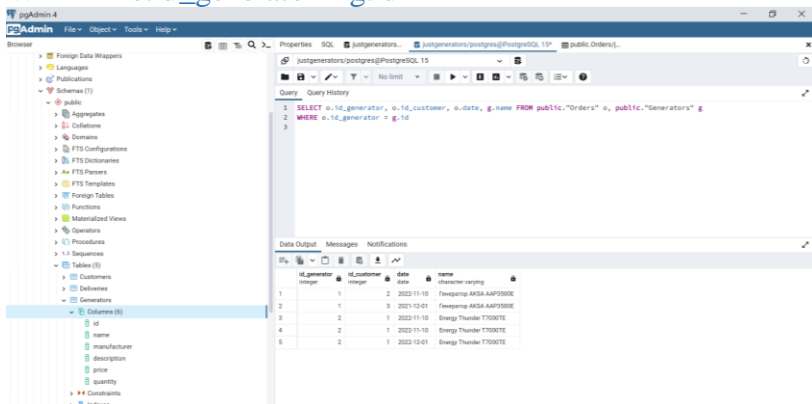 pgAdmin 4
PgAdmin File Object Tools Help
Browser
Properties SQL justgenerators... justgenerators/postgres@PostgreSQL 15* public.Orders/j...
Foreign Data Wrappers
Languages
Publications
Schemas (1)
public
Aggregates
Collations
Domains
FTS Configurations
FTS Dictionaries
FTS Parsers
FTS Templates
Foreign Tables
Functions
Materialized Views
Operators
Procedures
1..3 Sequences
Tables (5)
Customers
Deliveries
Generators
Columns (6)
id
name
manufacturer
description
price
quantity
Constraints
justgenerators/postgres@PostgreSQL 15
No limit
Query Query History
1 SELECT o.id_generator, o.id_customer, o.date, g.name FROM public."Orders" o, public."Generators" g
2 WHERE o.id_generator = g.id
3
Data Output Messages Notifications
id_generator id_customer date name
integer integer date character varying
1 1 2 2022-11-10 Генератор AKSA AAP3500E
2 1 3 2021-12-01 Генератор AKSA AAP3500E
3 2 1 2022-11-10 Energy Thunder T7000TE
4 2 1 2022-11-10 Energy Thunder T7000TE
5 2 1 2022-12-01 Energy Thunder T7000TE